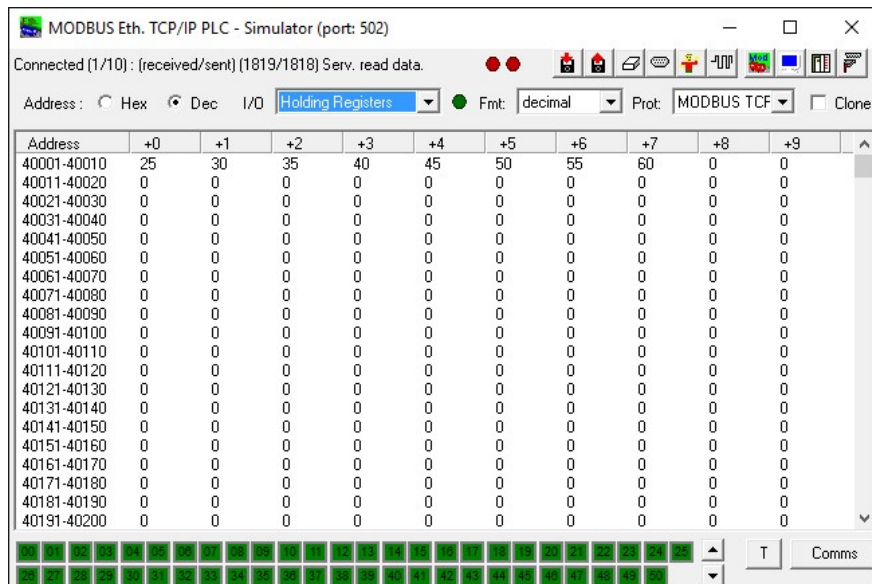 MODBUS Eth. TCP/IP PLC - Simulator (port: 502)
Connected (1/10) : (received/sent) (1819/1818) Serv. read data.
Address : Hex Dec I/O Holding Registers Fmt: decimal Prot: MODBUS TCP Clone
Address +0 +1 +2 +3 +4 +5 +6 +7 +8 +9
40001-40010 25 30 35 40 45 50 55 60 0 0
40011-40020 0 0 0 0 0 0 0 0 0 0
40021-40030 0 0 0 0 0 0 0 0 0 0
40031-40040 0 0 0 0 0 0 0 0 0 0
40041-40050 0 0 0 0 0 0 0 0 0 0
40051-40060 0 0 0 0 0 0 0 0 0 0
40061-40070 0 0 0 0 0 0 0 0 0 0
40071-40080 0 0 0 0 0 0 0 0 0 0
40081-40090 0 0 0 0 0 0 0 0 0 0
40091-40100 0 0 0 0 0 0 0 0 0 0
40101-40110 0 0 0 0 0 0 0 0 0 0
40111-40120 0 0 0 0 0 0 0 0 0 0
40121-40130 0 0 0 0 0 0 0 0 0 0
40131-40140 0 0 0 0 0 0 0 0 0 0
40141-40150 0 0 0 0 0 0 0 0 0 0
40151-40160 0 0 0 0 0 0 0 0 0 0
40161-40170 0 0 0 0 0 0 0 0 0 0
40171-40180 0 0 0 0 0 0 0 0 0 0
40181-40190 0 0 0 0 0 0 0 0 0 0
40191-40200 0 0 0 0 0 0 0 0 0 0
00 01 02 03 04 05 06 07 08 09 10 11 12 13 14 15 16 17 18 19 20 21 22 23 24 25 T Comms
26 27 28 29 30 31 32 33 34 35 36 37 38 39 40 41 42 43 44 45 46 47 48 49 50